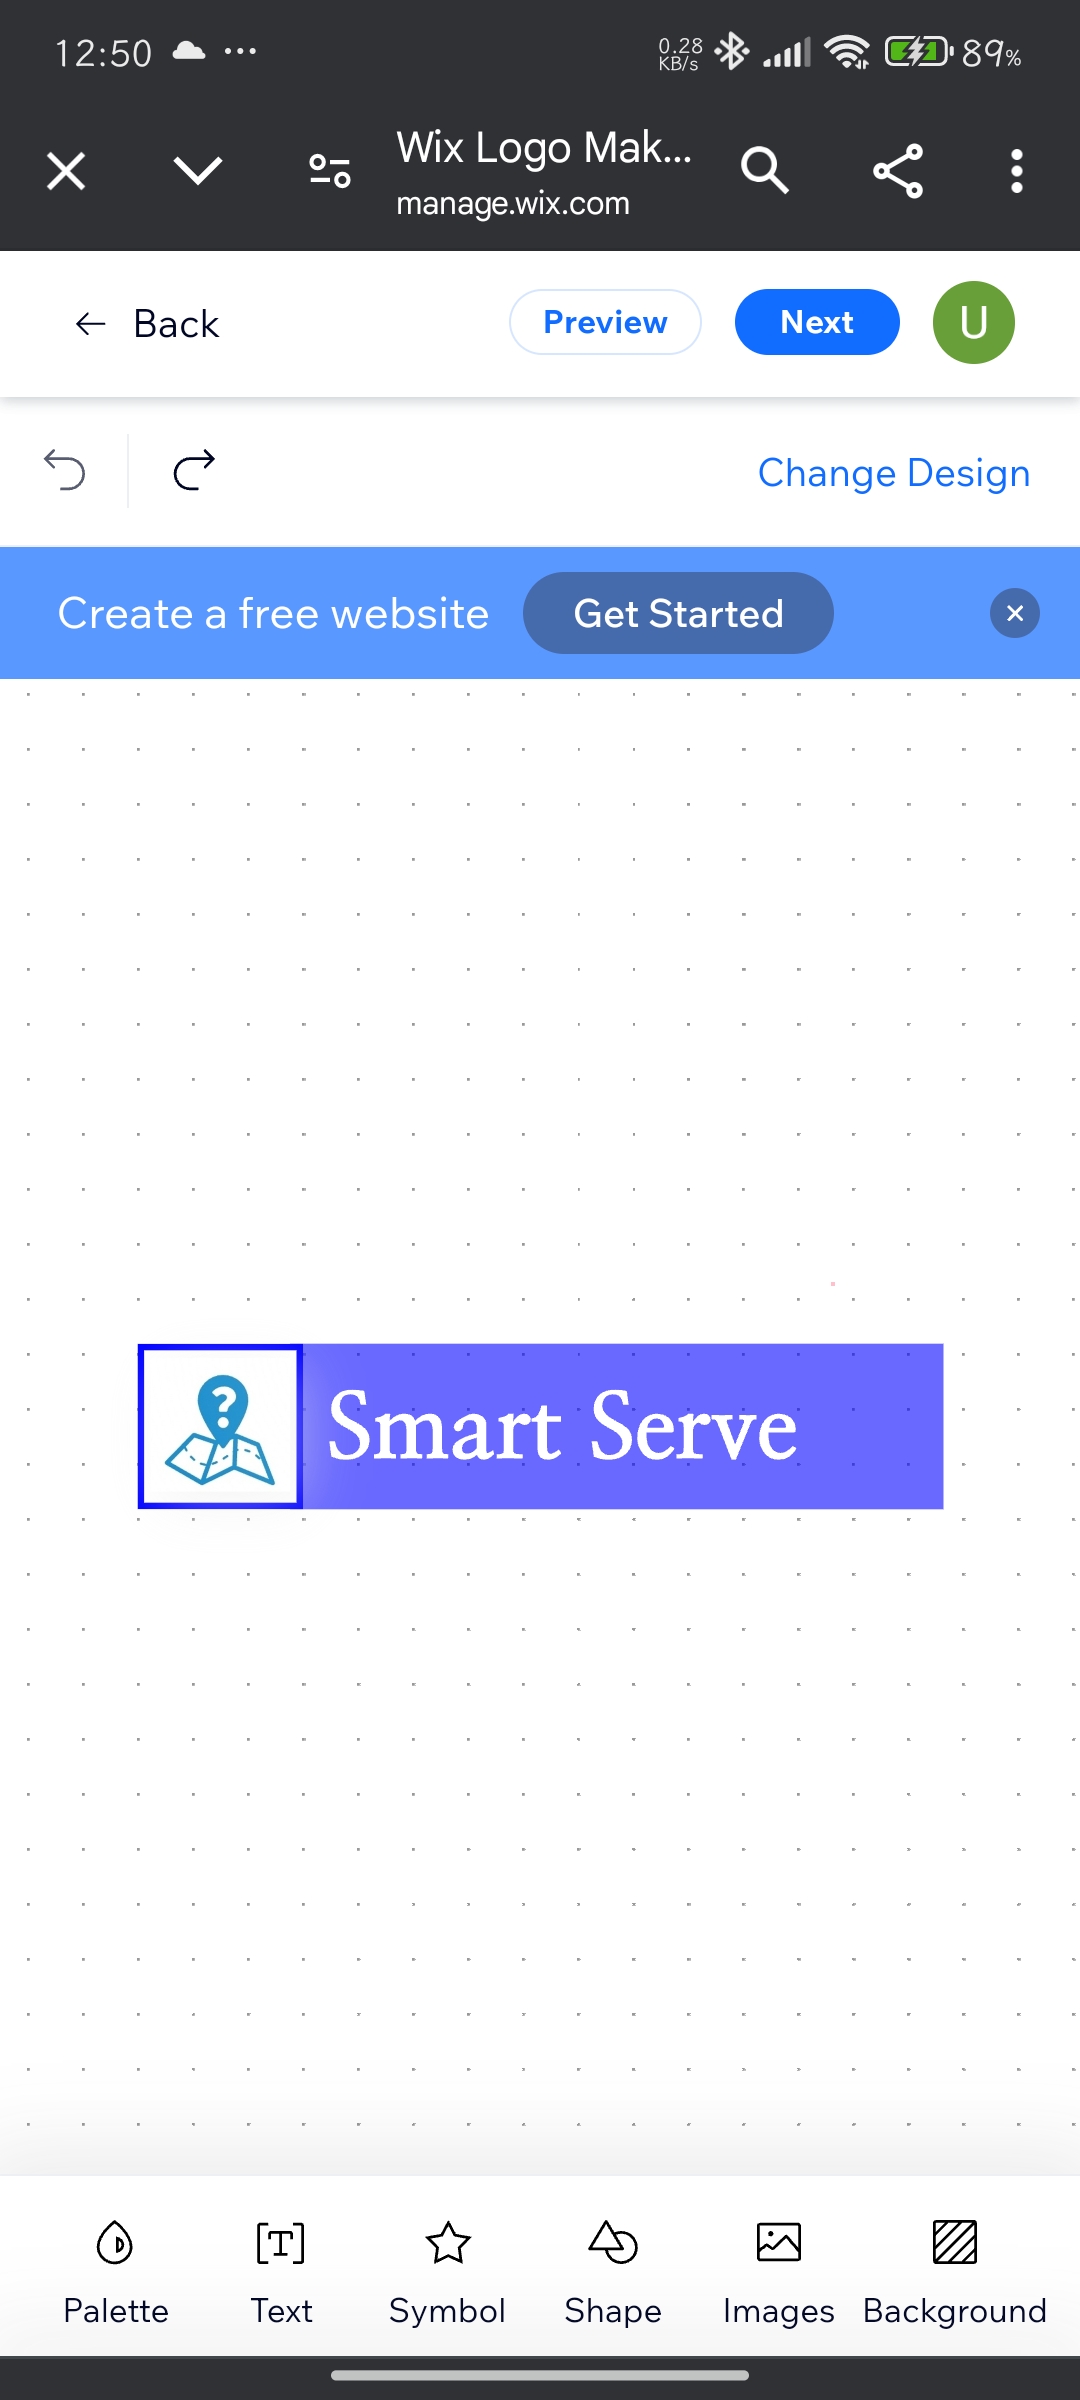 12:50
0.28
KB/s
89%
Wix Logo Mak...
manage.wix.com
Back
Preview
Next
U
Change Design
Create a free website
Get Started
?
Smart Serve
Palette
Text
Symbol
Shape
Images
Background